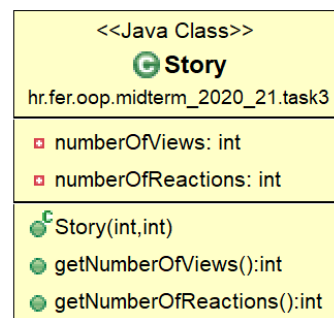 <<Java Class>>
C Story
hr.fer.oop.midterm_2020_21.task3
numberOfViews: int
numberOfReactions: int
C Story(int,int)
getNumberOfViews():int
getNumberOfReactions():int